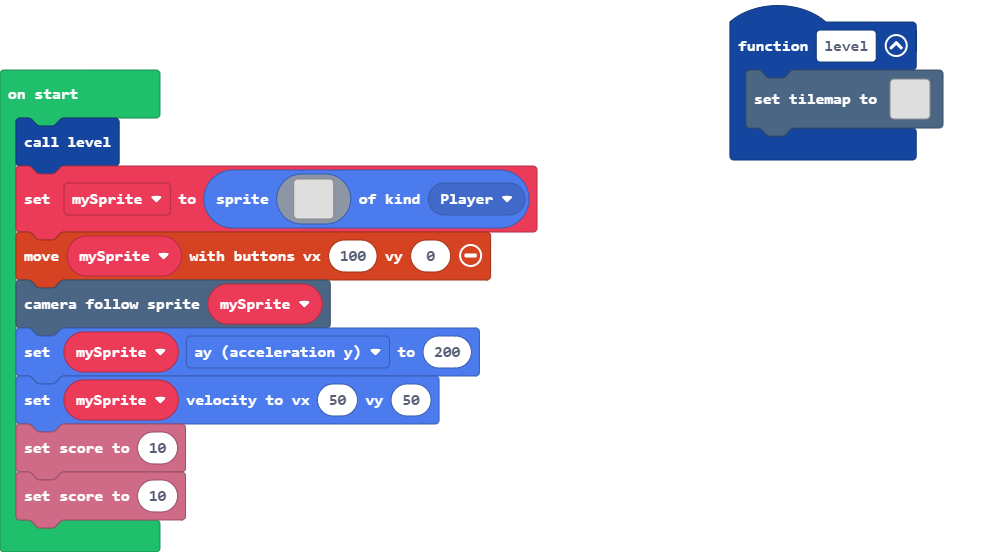 function level
set tilemap to
on start
call level
set mySprite to sprite of kind Player
move mySprite with buttons vx 100 vy 0
camera follow sprite mySprite
set mySprite ay (acceleration y) to 200
set mySprite velocity to vx 50 vy 50
set score to 10
set score to 10